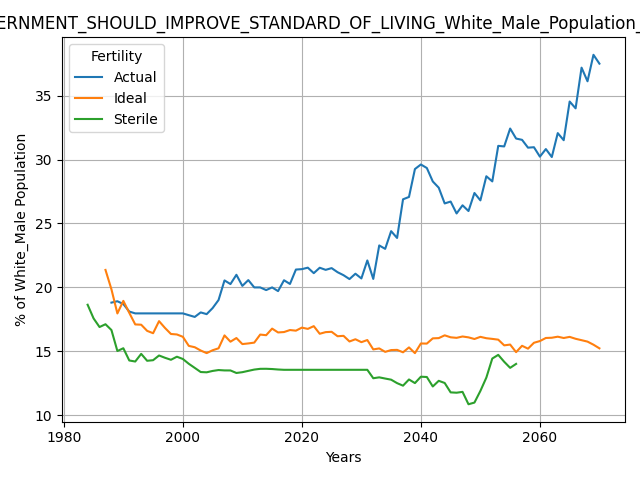 ERNMENT_SHOULD_IMPROVE_STANDARD_OF_LIVING_White_Male_Population_
Fertility
Actual
Ideal
Sterile
% of White_Male Population
35
30
25
20
15
10
1980
2000
2020
2040
2060
Years